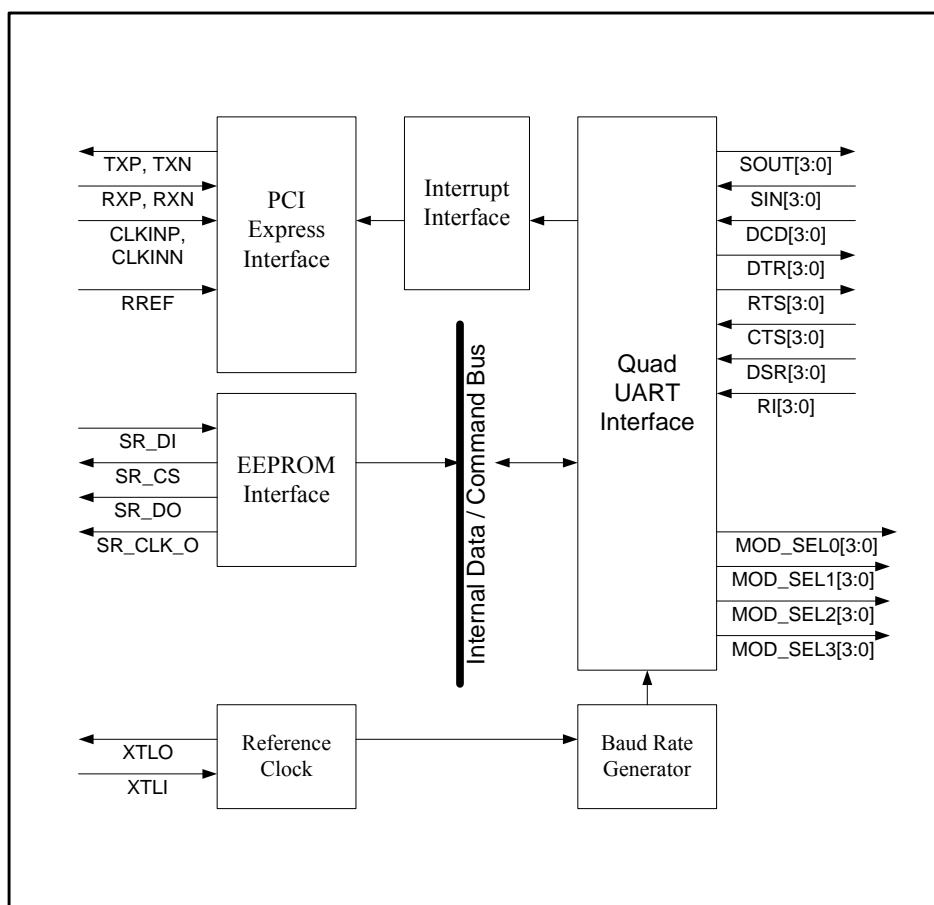 TXP, TXN
RXP, RXN
CLKINP,
CLKINN
RREF
PCI
Express
Interface
Interrupt
Interface
Quad
UART
Interface
SOUT[3:0]
SIN[3:0]
DCD[3:0]
DTR[3:0]
RTS[3:0]
CTS[3:0]
DSR[3:0]
RI[3:0]
SR_DI
SR_CS
SR_DO
SR_CLK_O
EEPROM
Interface
Internal Data / Command Bus
MOD_SEL0[3:0]
MOD_SEL1[3:0]
MOD_SEL2[3:0]
MOD_SEL3[3:0]
XTLO
XTLI
Reference
Clock
Baud Rate
Generator